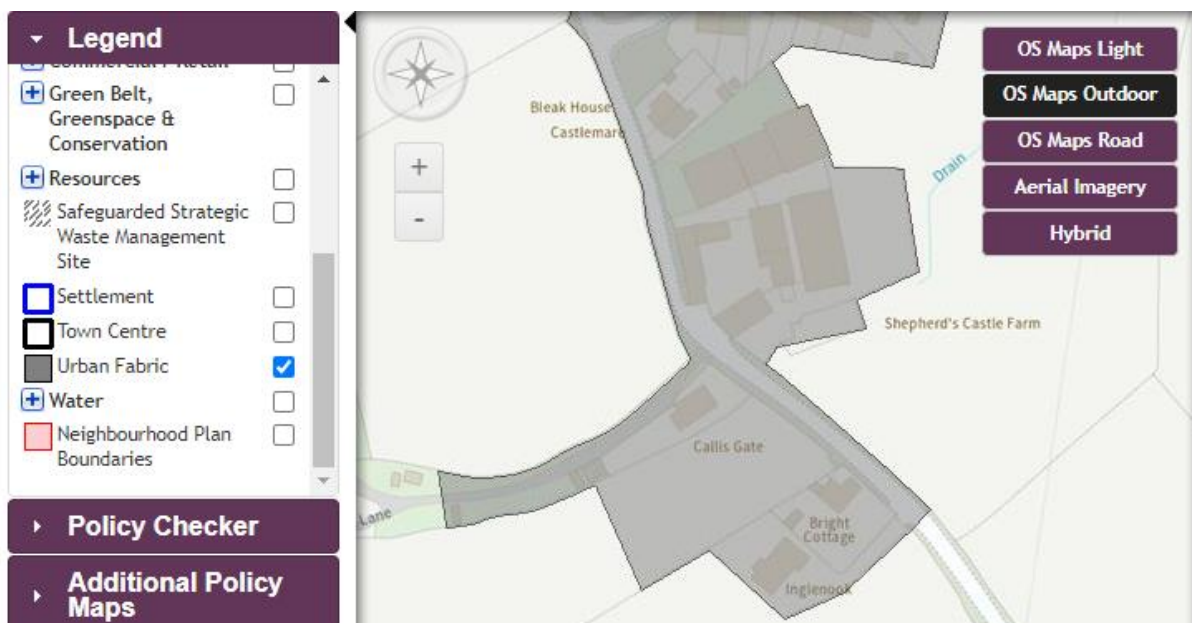 Legend
Green Belt,
Greenspace &
Conservation
Resources
Safeguarded Strategic
Waste Management
Site
Settlement
Town Centre
Urban Fabric
Water
Neighbourhood Plan
Boundaries
Policy Checker
Additional Policy
Maps
+
-
Bleak House
Castlemar
Drain
Shepherd's Castle Farm
Callis Gate
Bright
Cottage
Inglenook
Lane
OS Maps Light
OS Maps Outdoor
OS Maps Road
Aerial Imagery
Hybrid